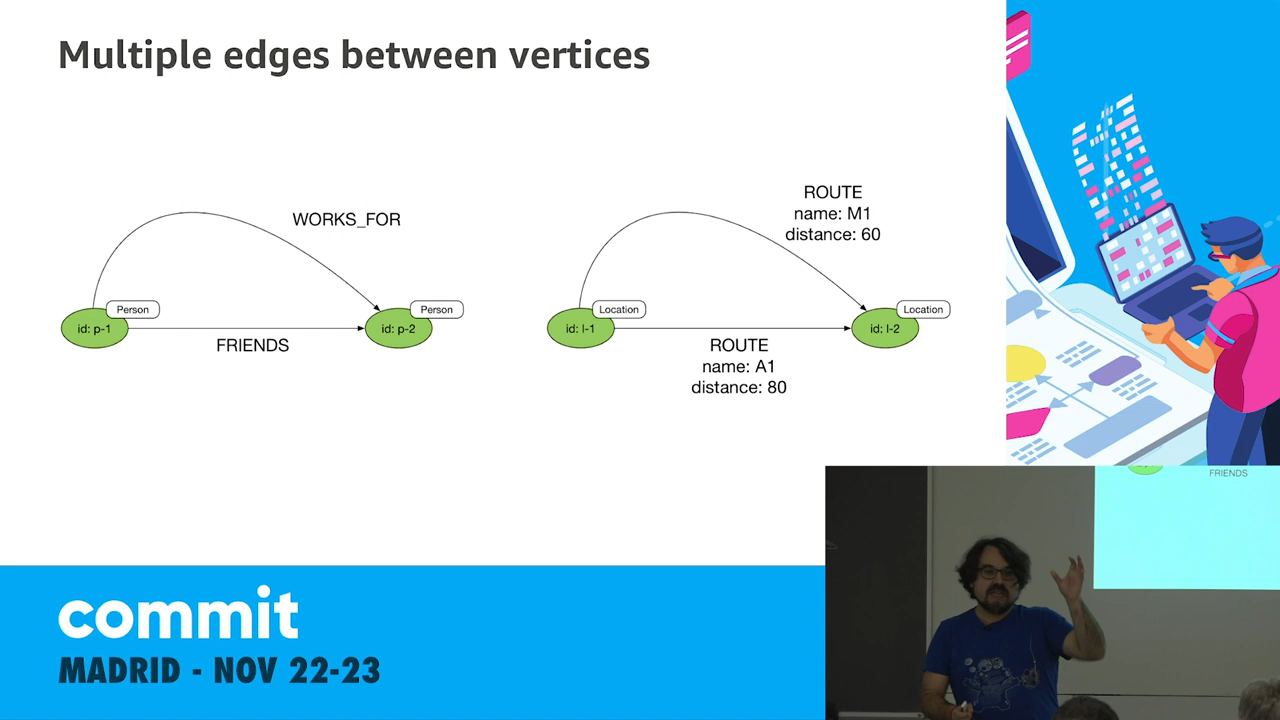 Multiple edges between vertices
WORKS_FOR
Person
Person
id: p-1
id: p-2
FRIENDS
ROUTE
name: M1
distance: 60
Location
Location
id: l-1
id: l-2
ROUTE
name: A1
distance: 80
FRIENDS
commit
MADRID - NOV 22-23